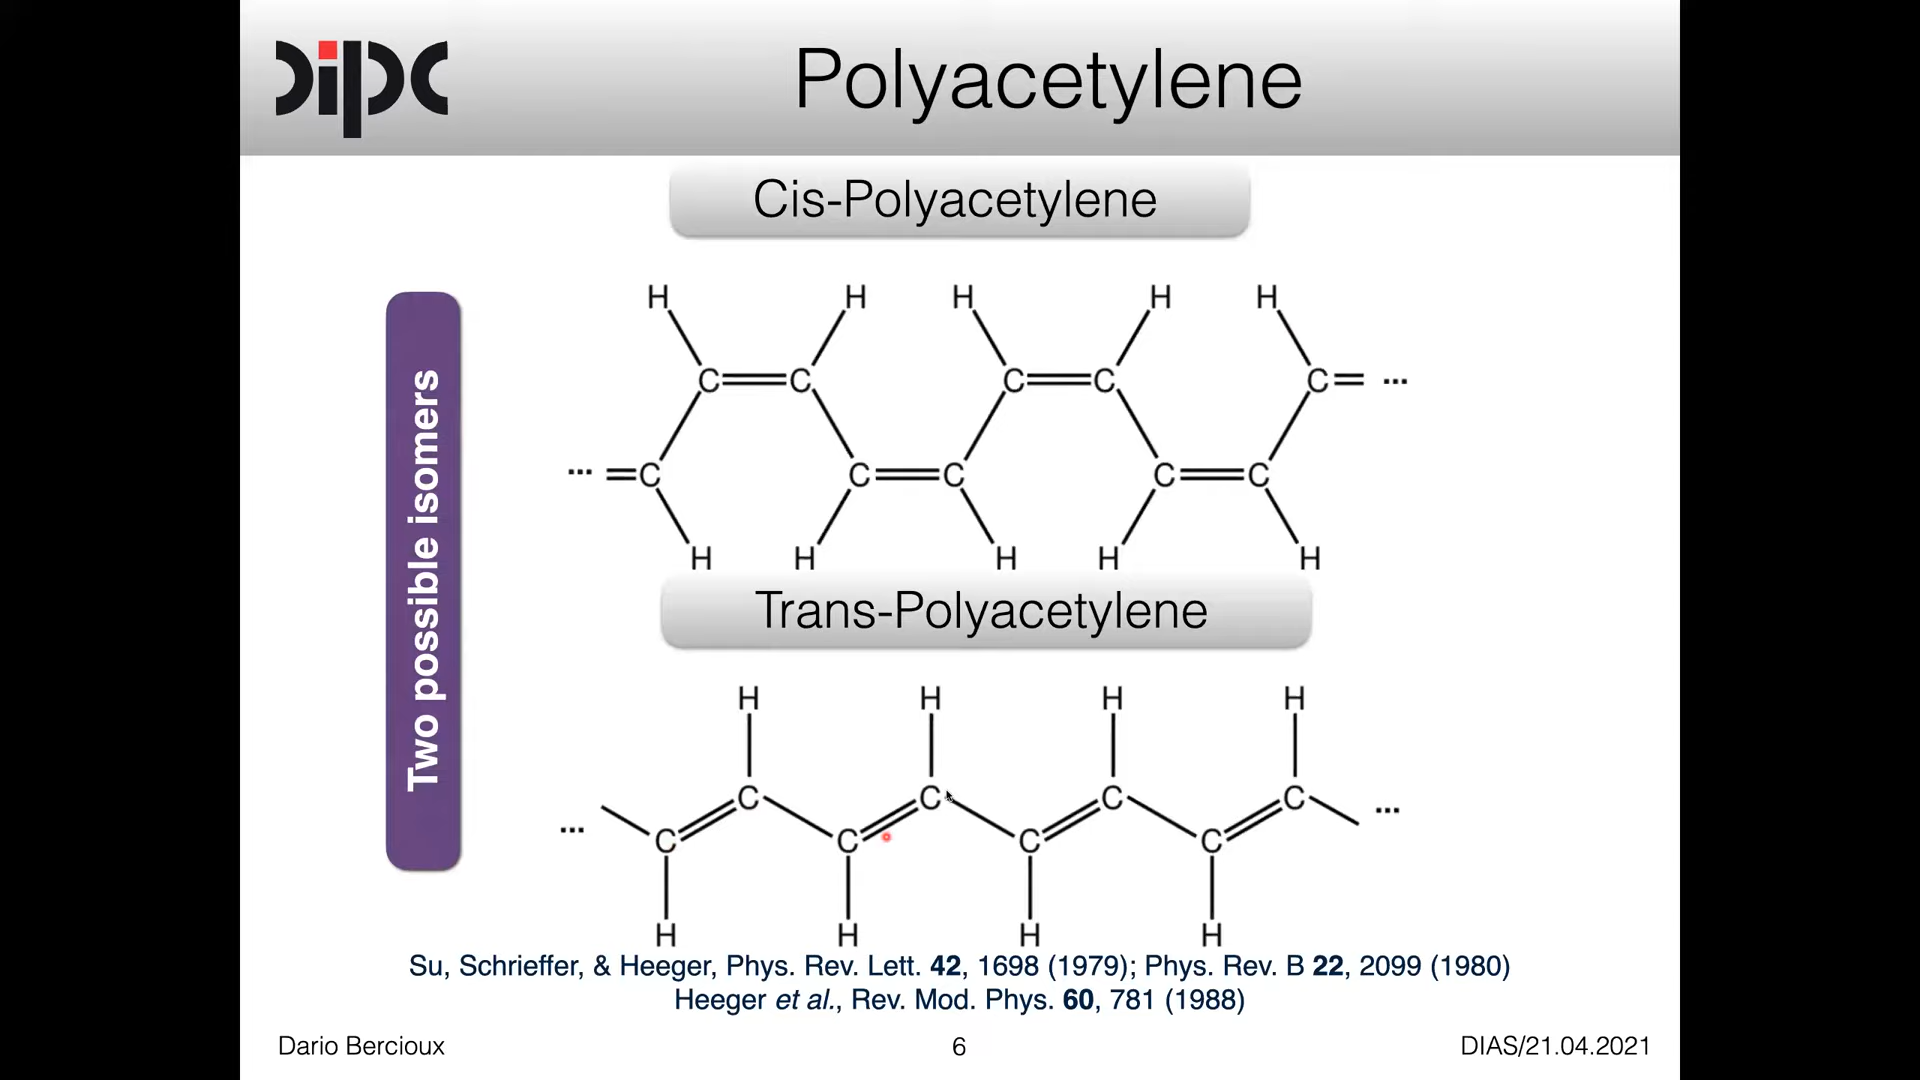 dipc
Polyacetylene
Cis-Polyacetylene
Two possible isomers
H H H H H
C C C C C ...
... C C C C C
H H H H H
Trans-Polyacetylene
H H H H
C C C C ...
... C C C C
H H H H
Su, Schrieffer, & Heeger, Phys. Rev. Lett. 42, 1698 (1979); Phys. Rev. B 22, 2099 (1980)
Heeger et al., Rev. Mod. Phys. 60, 781 (1988)
Dario Bercioux 6 DIAS/21.04.2021